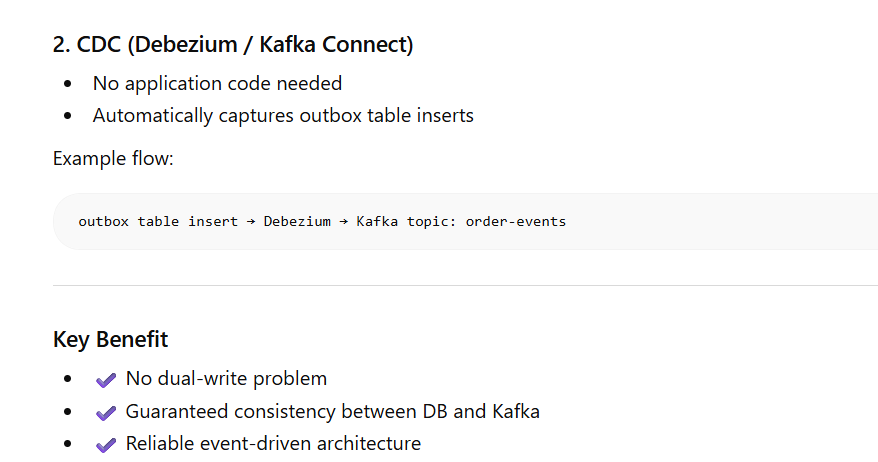 2. CDC (Debezium / Kafka Connect)
No application code needed
Automatically captures outbox table inserts
Example flow:
outbox table insert → Debezium → Kafka topic: order-events
Key Benefit
✔ No dual-write problem
✔ Guaranteed consistency between DB and Kafka
✔ Reliable event-driven architecture